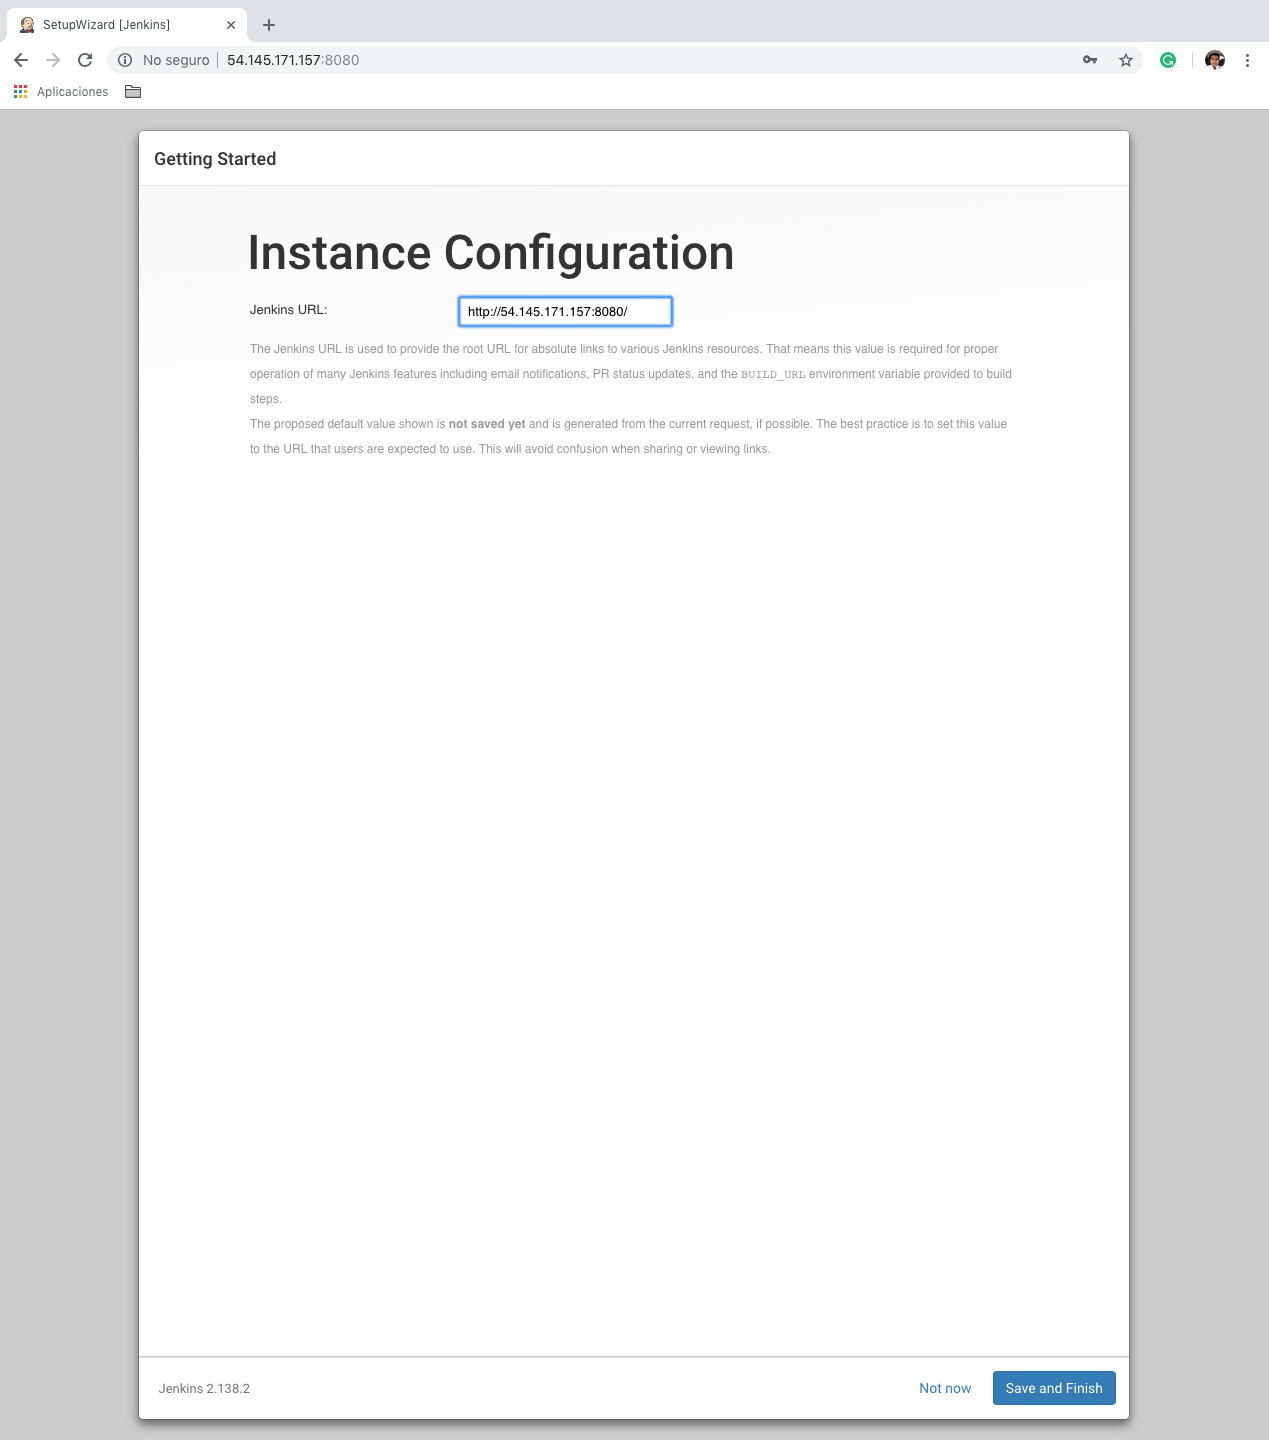 SetupWizard [Jenkins]
No seguro
54.145.171.157:8080
Aplicaciones
Getting Started
Instance Configuration
Jenkins URL:
http://54.145.171.157:8080/
The Jenkins URL is used to provide the root URL for absolute links to various Jenkins resources. That means this value is required for proper
operation of many Jenkins features including email notifications, PR status updates, and the BUILD_URL environment variable provided to build
steps.
The proposed default value shown is not saved yet and is generated from the current request, if possible. The best practice is to set this value
to the URL that users are expected to use. This will avoid confusion when sharing or viewing links.
Jenkins 2.138.2
Not now
Save and Finish